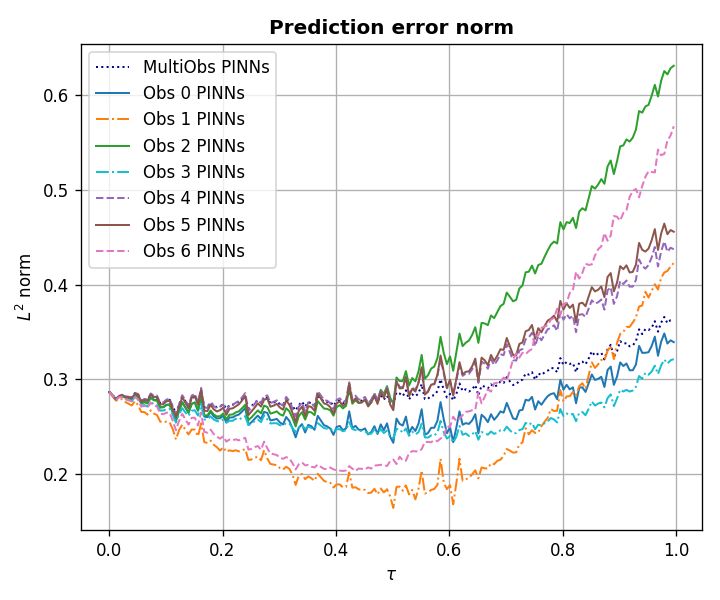 Prediction error norm
MultiObs PINNs
Obs 0 PINNs
Obs 1 PINNs
Obs 2 PINNs
Obs 3 PINNs
Obs 4 PINNs
Obs 5 PINNs
Obs 6 PINNs
0.6
0.5
0.4
0.3
0.2
L² norm
0.0 0.2 0.4 0.6 0.8 1.0
τ